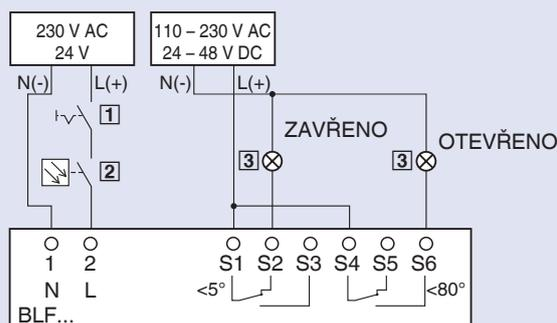 230 V AC
24 V
110 – 230 V AC
24 – 48 V DC
N(-) L(+)
N(-) L(+)
1
2
ZAVŘENO
OTEVŘENO
3
3
1 2 S1 S2 S3 S4 S5 S6
N L <5° <80°
BLF...